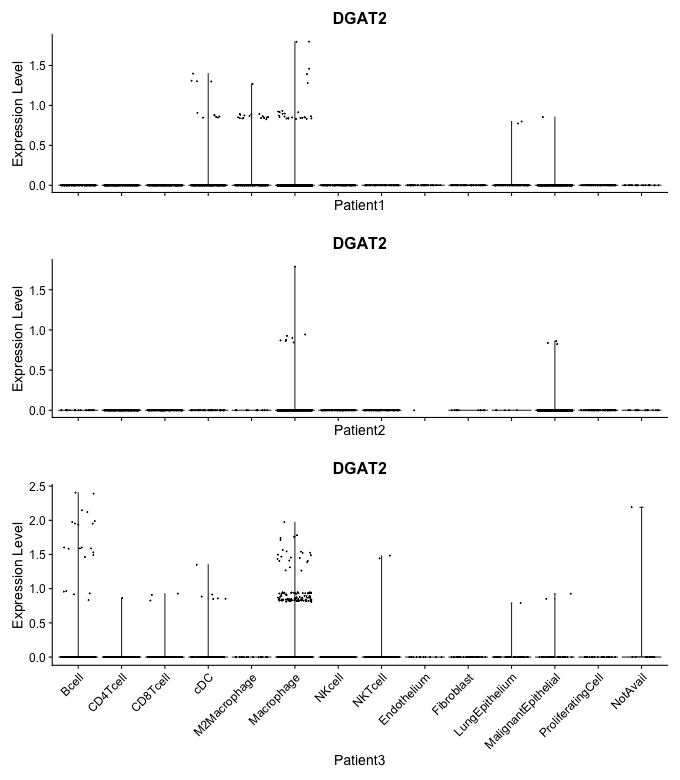 DGAT2
Expression Level
1.5
1.0
0.5
0.0
Patient1
DGAT2
Expression Level
1.5
1.0
0.5
0.0
Patient2
DGAT2
Expression Level
2.5
2.0
1.5
1.0
0.5
0.0
Bcell
CD4Tcell
CD8Tcell
cDC
M2Macrophage
Macrophage
NKcell
NKTcell
Endothelium
Fibroblast
LungEpithelium
MalignantEpithelial
ProliferatingCell
NotAvail
Patient3